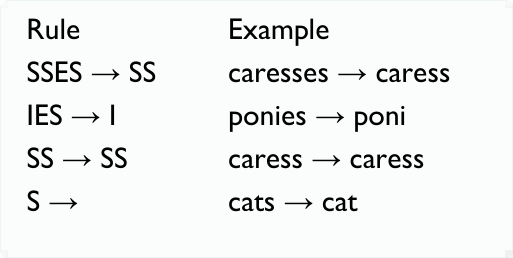 Rule Example
SSES → SS caresses → caress
IES → I ponies → poni
SS → SS caress → caress
S → cats → cat